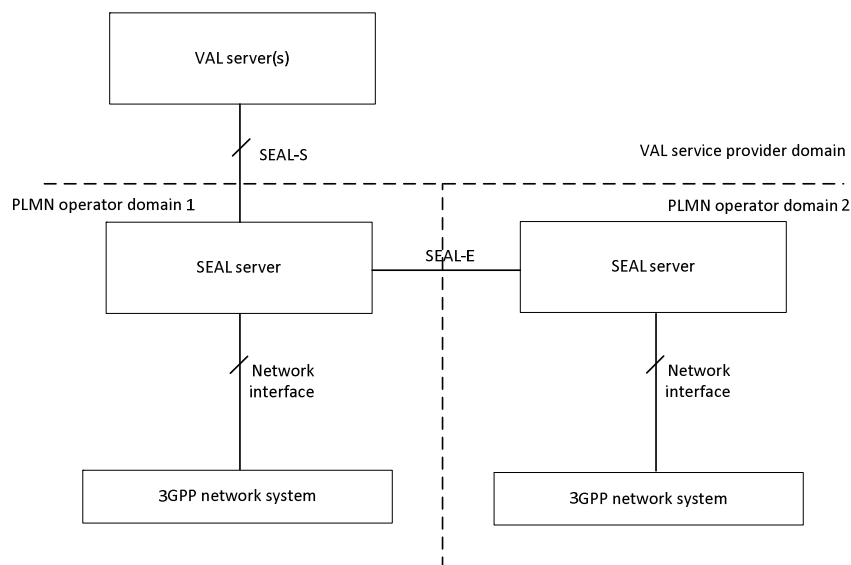 VAL server(s)
SEAL-S
VAL service provider domain
PLMN operator domain 1
PLMN operator domain 2
SEAL server
SEAL-E
SEAL server
Network
interface
Network
interface
3GPP network system
3GPP network system